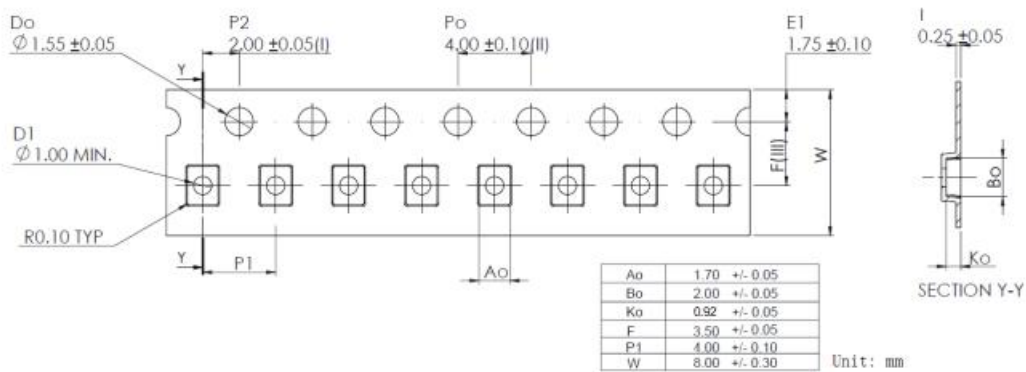 Do
Ø 1.55 ±0.05
P2
2.00 ±0.05(I)
Po
4.00 ±0.10(II)
E1
1.75 ±0.10
I
0.25 ±0.05
Y
D1
Ø 1.00 MIN.
F(III)
W
Bo
R0.10 TYP
Y
P1
Ao
Ko
SECTION Y-Y
Ao 1.70 +/- 0.05
Bo 2.00 +/- 0.05
Ko 0.92 +/- 0.05
F 3.50 +/- 0.05
P1 4.00 +/- 0.10
W 8.00 +/- 0.30
Unit: mm